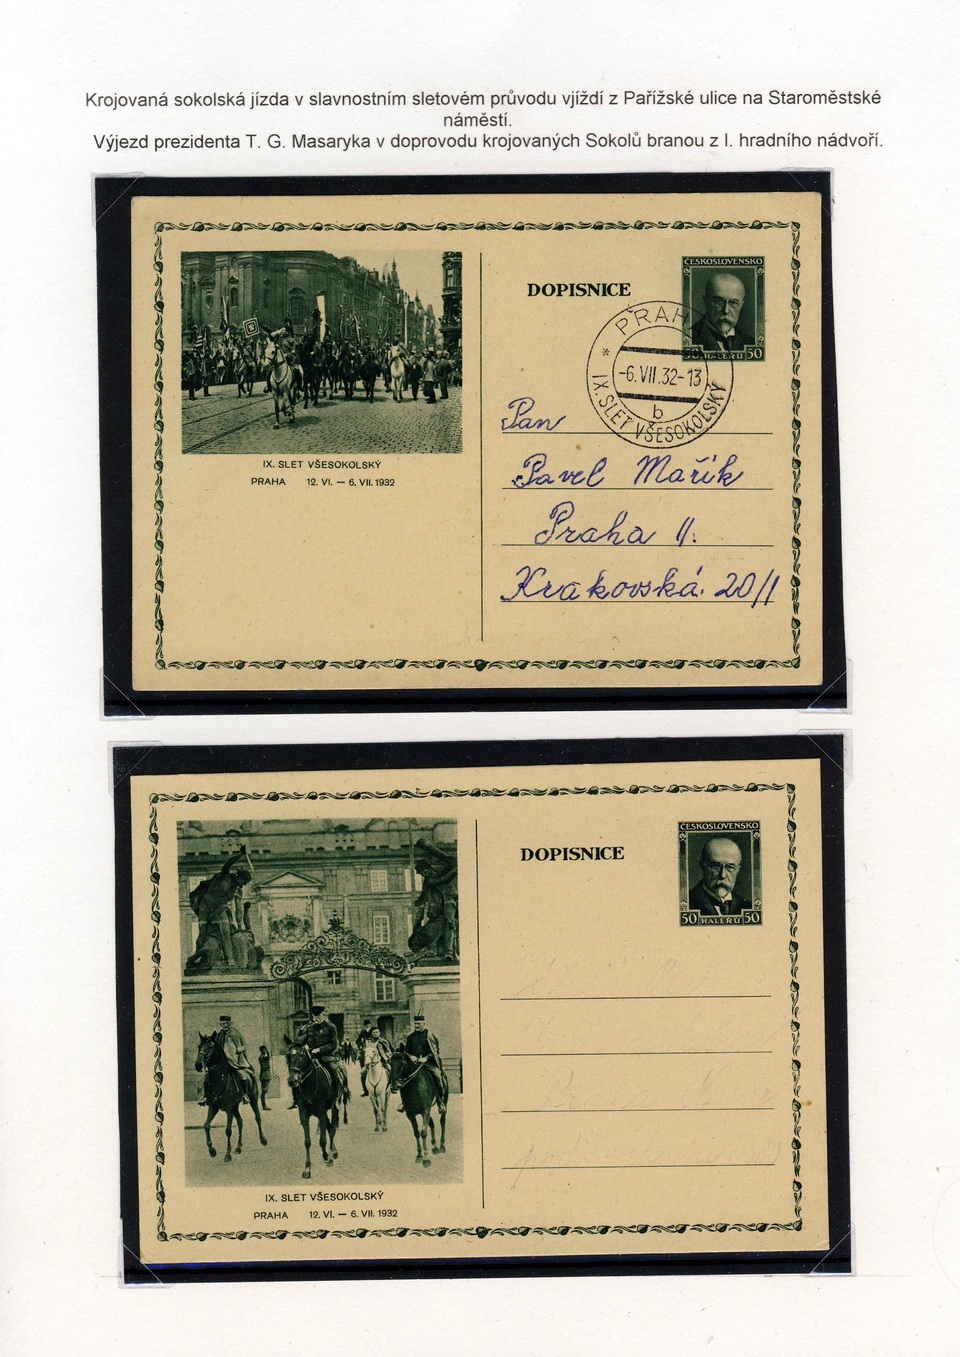 Krojovaná sokolská jízda v slavnostním sletovém průvodu vjíždí z Pařížské ulice na Staroměstské
náměstí.
Výjezd prezidenta T. G. Masaryka v doprovodu krojovaných Sokolů branou z I. hradního nádvoří.
IX. SLET VŠESOKOLSKÝ
PRAHA 12. VI. — 6. VII. 1932
DOPISNICE
ČESKOSLOVENSKO
50 HALÉŘŮ 50
PRAHA
-6.VII.32-13
b
* IX. SLET VŠESOKOLSKÝ
Pan
Pavel Mařík
Praha II.
Krakovská. 20/I
IX. SLET VŠESOKOLSKÝ
PRAHA 12. VI. — 6. VII. 1932
DOPISNICE
ČESKOSLOVENSKO
50 HALÉŘŮ 50
Praha